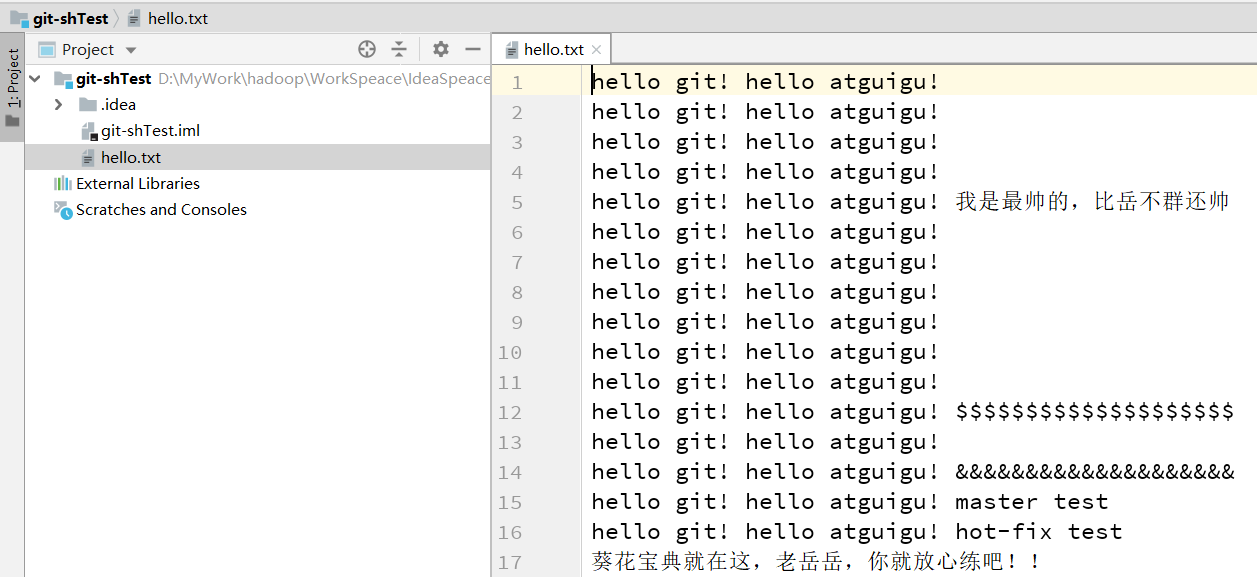 git-shTest hello.txt
Project hello.txt
1: Project
git-shTest D:\MyWork\hadoop\WorkSpeace\IdeaSpeace
.idea
git-shTest.iml
hello.txt
External Libraries
Scratches and Consoles
1 hello git! hello atguigu!
2 hello git! hello atguigu!
3 hello git! hello atguigu!
4 hello git! hello atguigu!
5 hello git! hello atguigu! 我是最帅的，比岳不群还帅
6 hello git! hello atguigu!
7 hello git! hello atguigu!
8 hello git! hello atguigu!
9 hello git! hello atguigu!
10 hello git! hello atguigu!
11 hello git! hello atguigu!
12 hello git! hello atguigu! $$$$$$$$$$$$$$$$$$$$
13 hello git! hello atguigu!
14 hello git! hello atguigu! &&&&&&&&&&&&&&&&&&&&
15 hello git! hello atguigu! master test
16 hello git! hello atguigu! hot-fix test
17 葵花宝典就在这，老岳岳，你就放心练吧！！